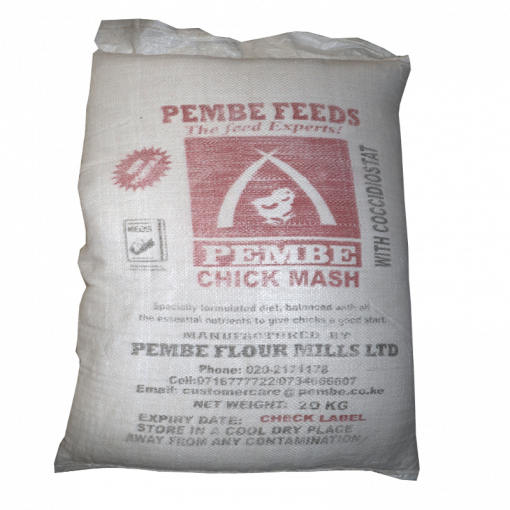 PEMBE FEEDS
The feed Experts!
WITH COCCIDIOSTAT
PEMBE
CHICK MASH
Specially formulated diet, balanced with all
the essential nutrients to give chicks a good start.
MANUFACTURED BY
PEMBE FLOUR MILLS LTD
Phone: 020-2171178
Cell:0716777722/0734666607
Email: customercare@pembe.co.ke
NET WEIGHT: 20 KG
EXPIRY DATE: CHECK LABEL
STORE IN A COOL DRY PLACE
AWAY FROM ANY CONTAMINATION